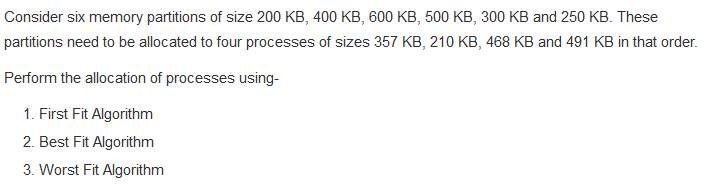 Consider six memory partitions of size 200 KB, 400 KB, 600 KB, 500 KB, 300 KB and 250 KB. These
partitions need to be allocated to four processes of sizes 357 KB, 210 KB, 468 KB and 491 KB in that order.
Perform the allocation of processes using-
1. First Fit Algorithm
2. Best Fit Algorithm
3. Worst Fit Algorithm